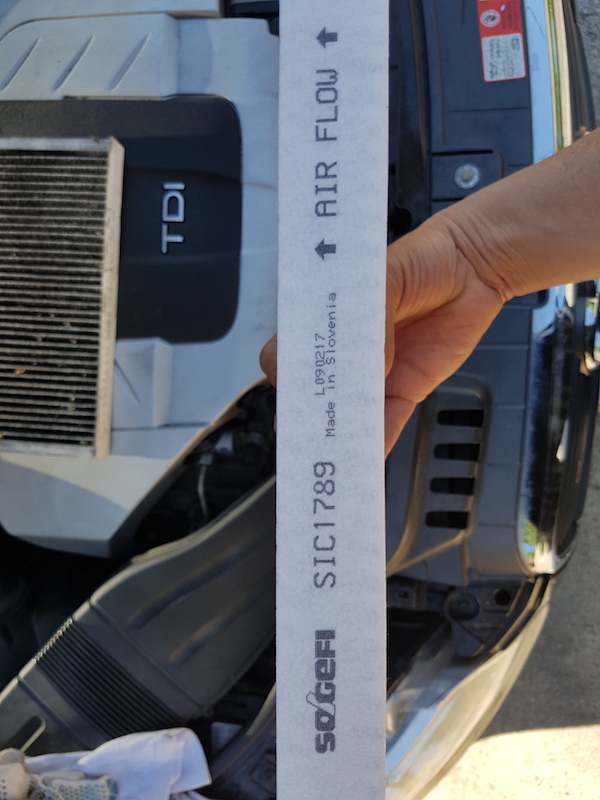 SOGEFI SIC1789
L090217
Made in Slovenia
↑ AIR FLOW ↑
TDI